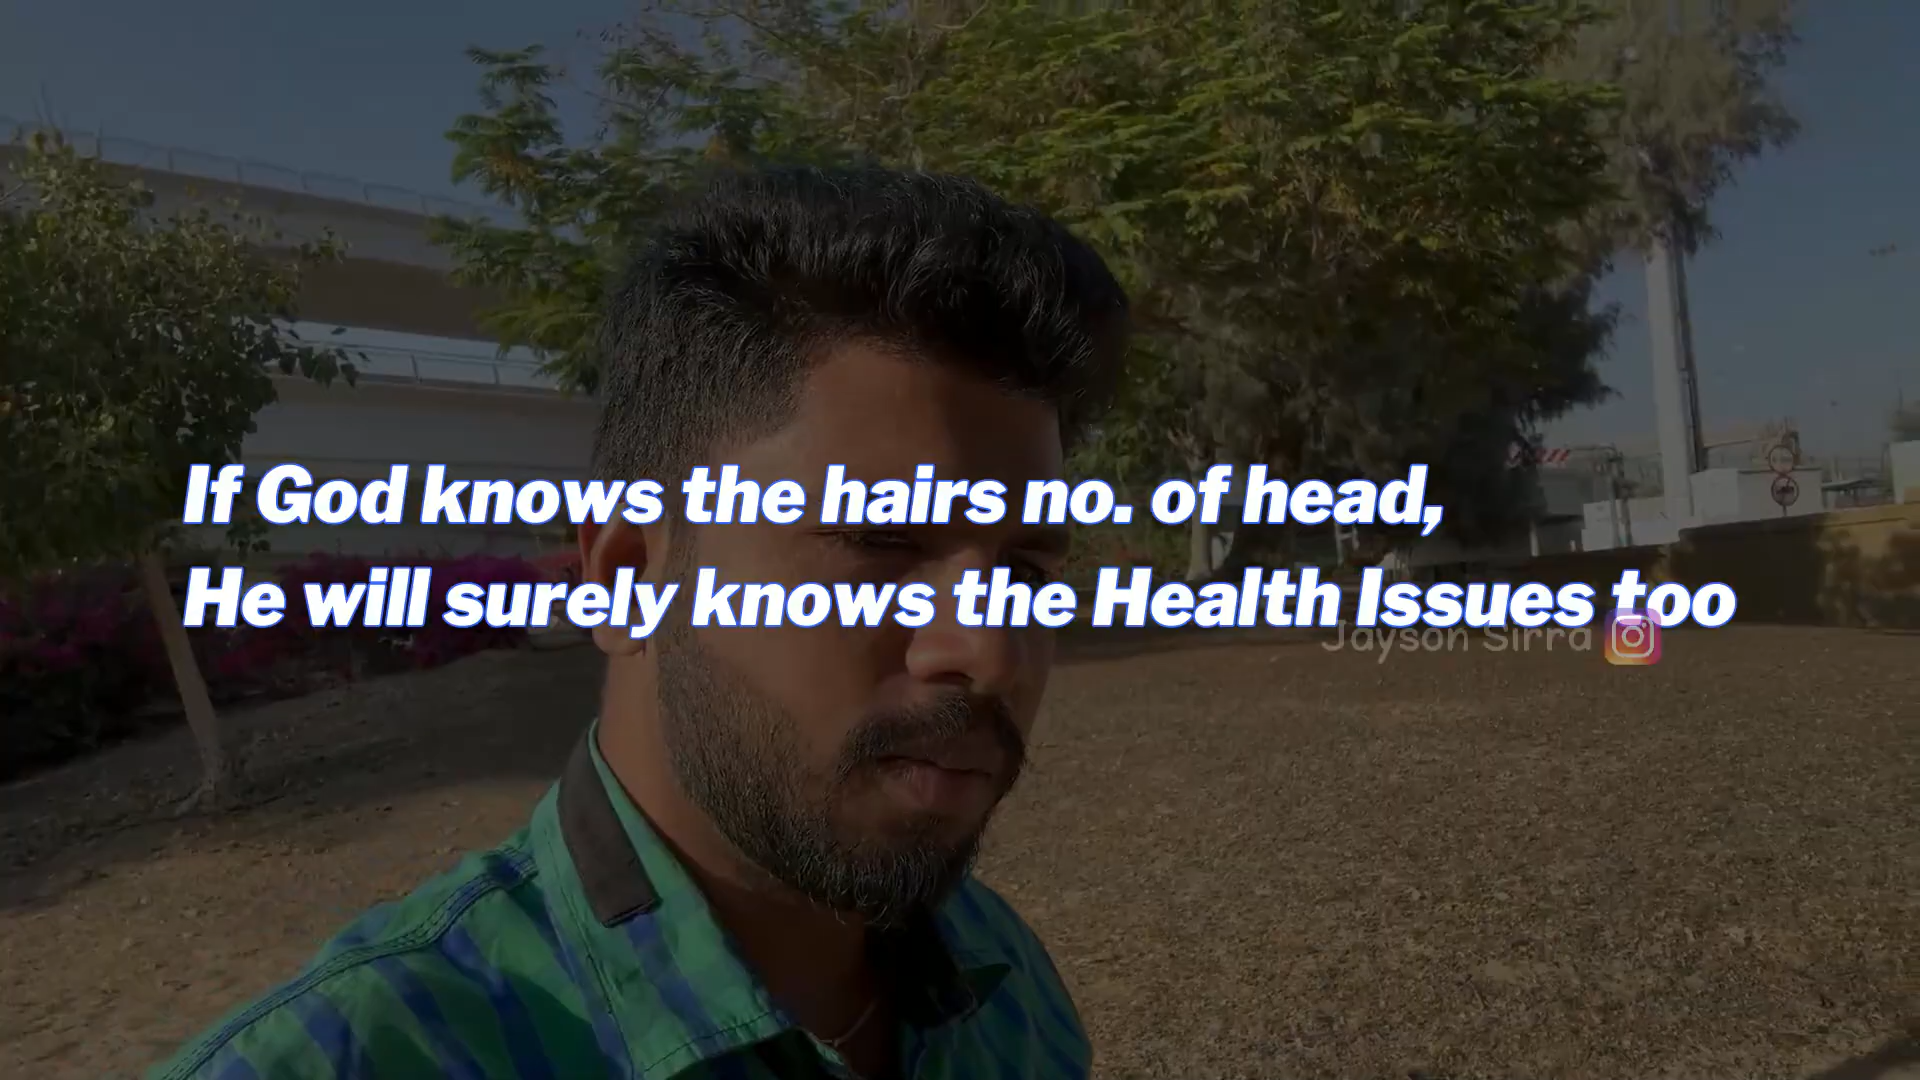 If God knows the hairs no. of head,
He will surely knows the Health Issues too
Jayson Sirra